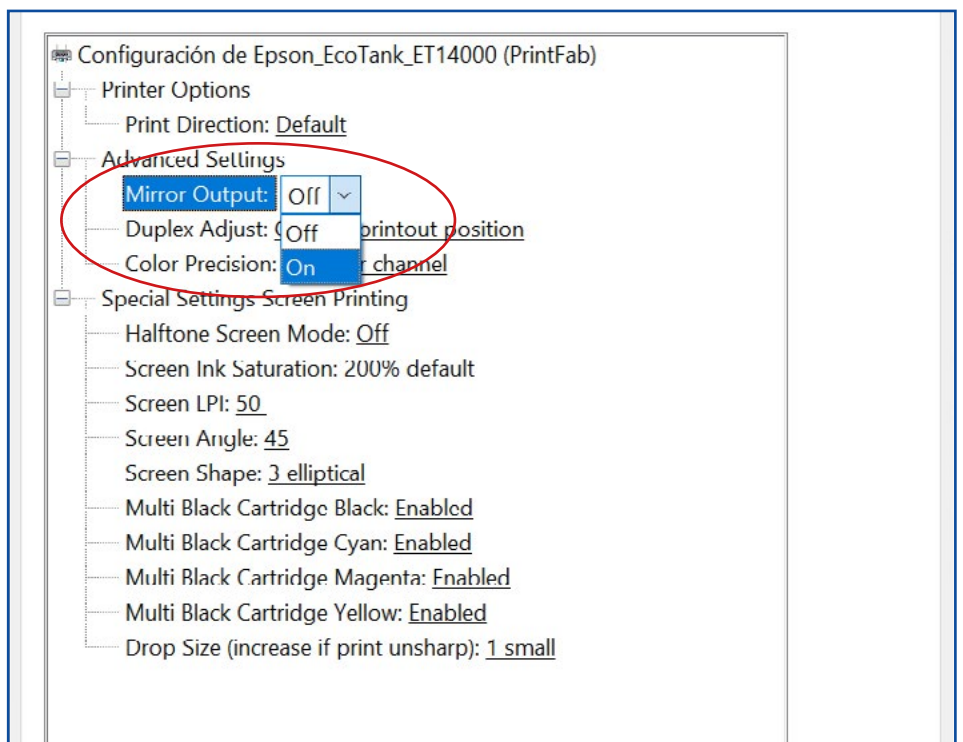 Configuración de Epson_EcoTank_ET14000 (PrintFab)
Printer Options
Print Direction: Default
Advanced Settings
Mirror Output: Off
Duplex Adjust: Off printout position
Color Precision: On channel
Special Settings Screen Printing
Halftone Screen Mode: Off
Screen Ink Saturation: 200% default
Screen LPI: 50
Screen Angle: 45
Screen Shape: 3 elliptical
Multi Black Cartridge Black: Enabled
Multi Black Cartridge Cyan: Enabled
Multi Black Cartridge Magenta: Enabled
Multi Black Cartridge Yellow: Enabled
Drop Size (increase if print unsharp): 1 small